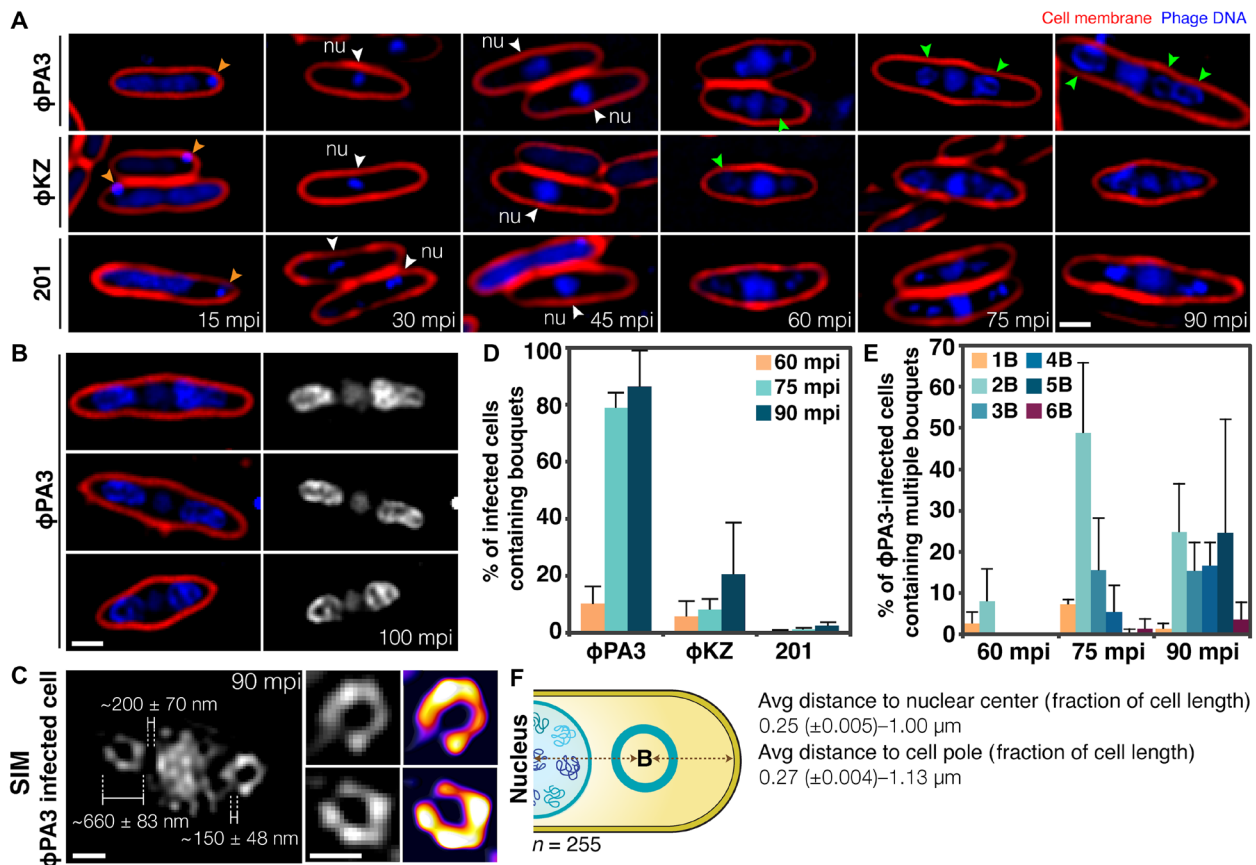 A
Cell membrane Phage DNA
ϕPA3
nu
nu
nu
ϕKZ
nu
nu
201
nu
nu
15 mpi
30 mpi
45 mpi
60 mpi
75 mpi
90 mpi
B
ϕPA3
100 mpi
C
SIM
ϕPA3 infected cell
90 mpi
~200 ± 70 nm
~660 ± 83 nm
~150 ± 48 nm
D
% of infected cells
containing bouquets
100
80
60
40
20
0
60 mpi
75 mpi
90 mpi
ϕPA3 ϕKZ 201
E
% of ϕPA3-infected cells
containing multiple bouquets
70
60
50
40
30
20
10
0
1B 4B
2B 5B
3B 6B
60 mpi 75 mpi 90 mpi
F
Nucleus
B
n = 255
Avg distance to nuclear center (fraction of cell length)
0.25 (±0.005)–1.00 μm
Avg distance to cell pole (fraction of cell length)
0.27 (±0.004)–1.13 μm